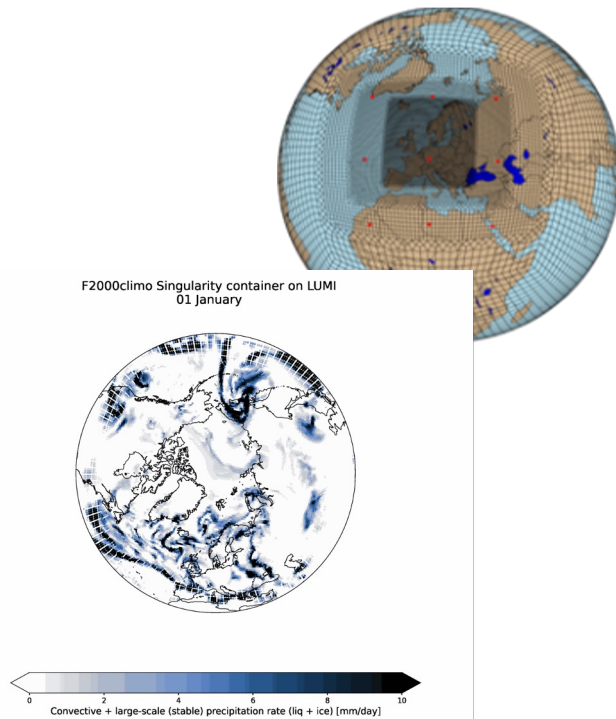 F2000climo Singularity container on LUMI
01 January
0 2 4 6 8 10
Convective + large-scale (stable) precipitation rate (liq + ice) [mm/day]